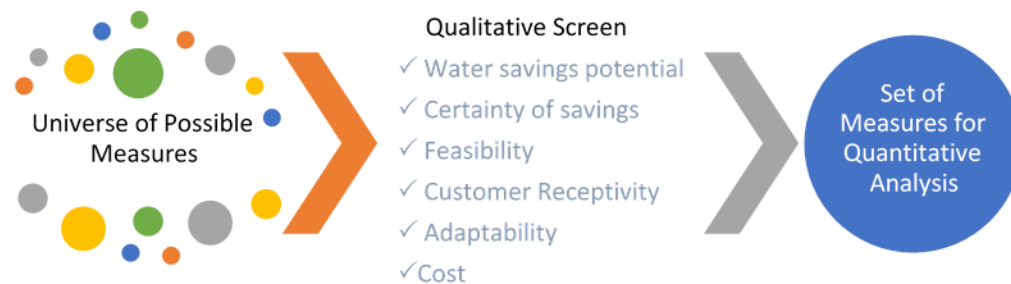 Universe of Possible
Measures
Qualitative Screen
✓ Water savings potential
✓ Certainty of savings
✓ Feasibility
✓ Customer Receptivity
✓ Adaptability
✓Cost
Set of
Measures for
Quantitative
Analysis